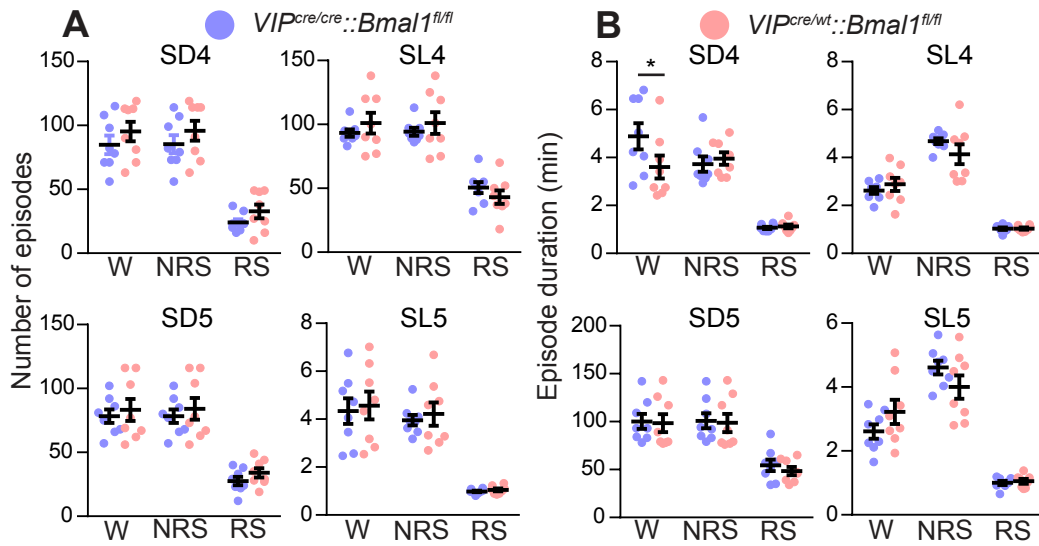 A
VIPcre/cre::Bmal1fl/fl
B
VIPcre/wt::Bmal1fl/fl
Number of episodes
SD4
150
100
50
0
W NRS RS
SL4
150
100
50
0
W NRS RS
SD5
150
100
50
0
W NRS RS
SL5
8
6
4
2
0
W NRS RS
Episode duration (min)
SD4
*
8
6
4
2
0
W NRS RS
SL4
8
6
4
2
0
W NRS RS
SD5
200
150
100
50
0
W NRS RS
SL5
6
4
2
0
W NRS RS